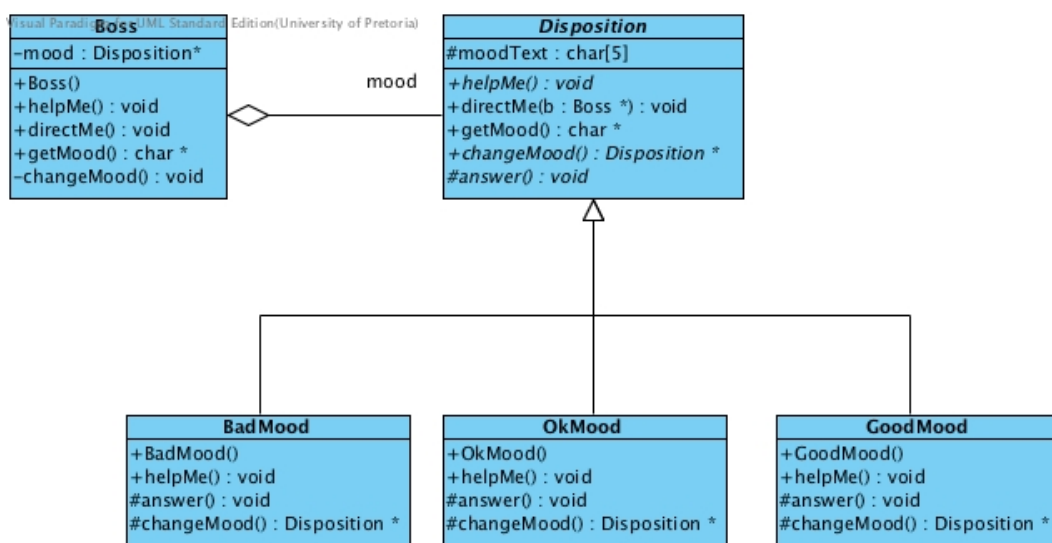 Visual Paradigm for UML Standard Edition(University of Pretoria)
Boss
-mood : Disposition*
+Boss()
+helpMe() : void
+directMe() : void
+getMood() : char *
-changeMood() : void
mood
Disposition
#moodText : char[5]
+helpMe() : void
+directMe(b : Boss *) : void
+getMood() : char *
+changeMood() : Disposition *
#answer() : void
BadMood
+BadMood()
+helpMe() : void
#answer() : void
#changeMood() : Disposition *
OkMood
+OkMood()
+helpMe() : void
#answer() : void
#changeMood() : Disposition *
GoodMood
+GoodMood()
+helpMe() : void
#answer() : void
#changeMood() : Disposition *